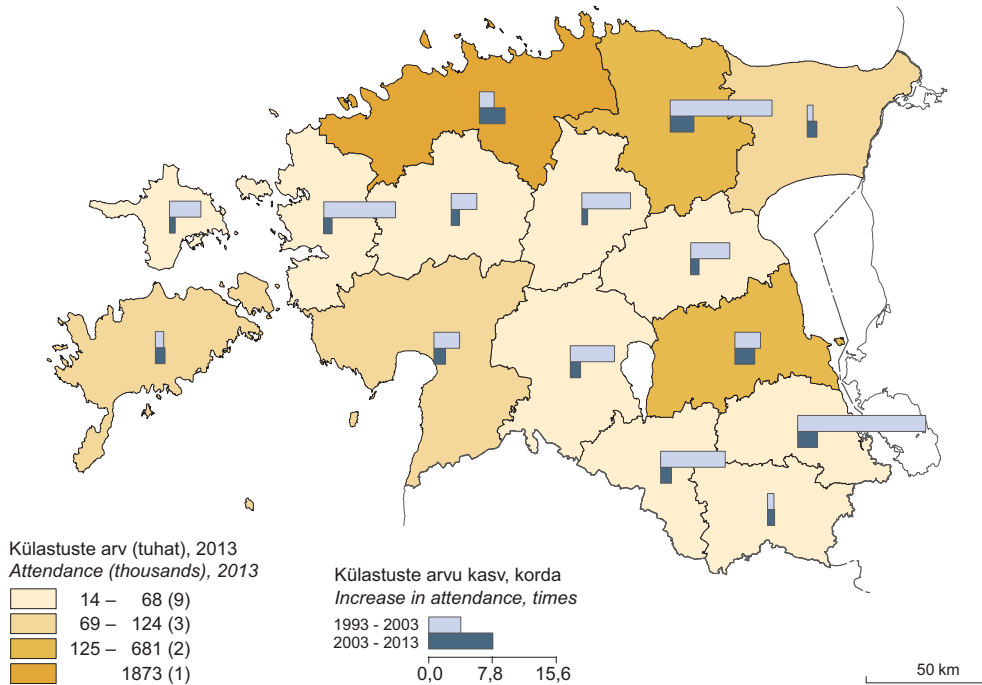 Külastuste arv (tuhat), 2013
Attendance (thousands), 2013
14 – 68 (9)
69 – 124 (3)
125 – 681 (2)
1873 (1)
Külastuste arvu kasv, korda
Increase in attendance, times
1993 - 2003
2003 - 2013
0,0 7,8 15,6
50 km